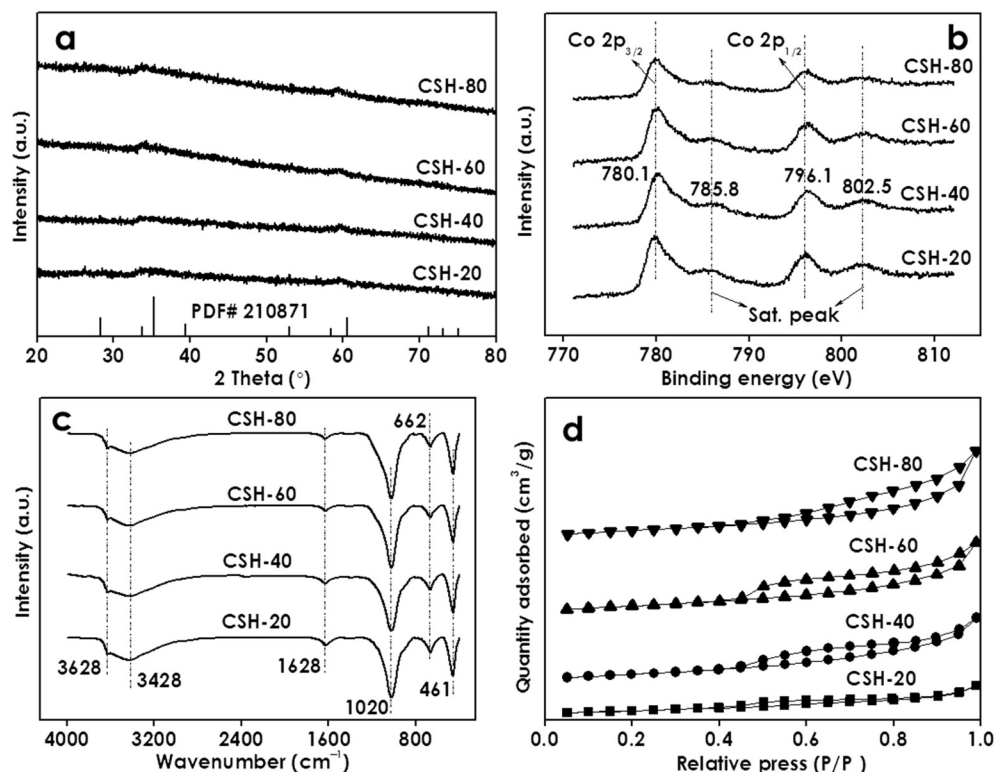 a
CSH-80
CSH-60
CSH-40
CSH-20
PDF# 210871
20 30 40 50 60 70 80
2 Theta (°)
Intensity (a.u.)
b
Co 2p3/2
Co 2p1/2
CSH-80
CSH-60
780.1
785.8
796.1
802.5
CSH-40
CSH-20
Sat. peak
770 780 790 800 810
Binding energy (eV)
Intensity (a.u.)
c
CSH-80
662
CSH-60
CSH-40
CSH-20
3628
3428
1628
1020
461
4000 3200 2400 1600 800
Wavenumber (cm⁻¹)
Intensity (a.u.)
d
CSH-80
CSH-60
CSH-40
CSH-20
0.0 0.2 0.4 0.6 0.8 1.0
Relative press (P/P )
Quantity adsorbed (cm³/g)